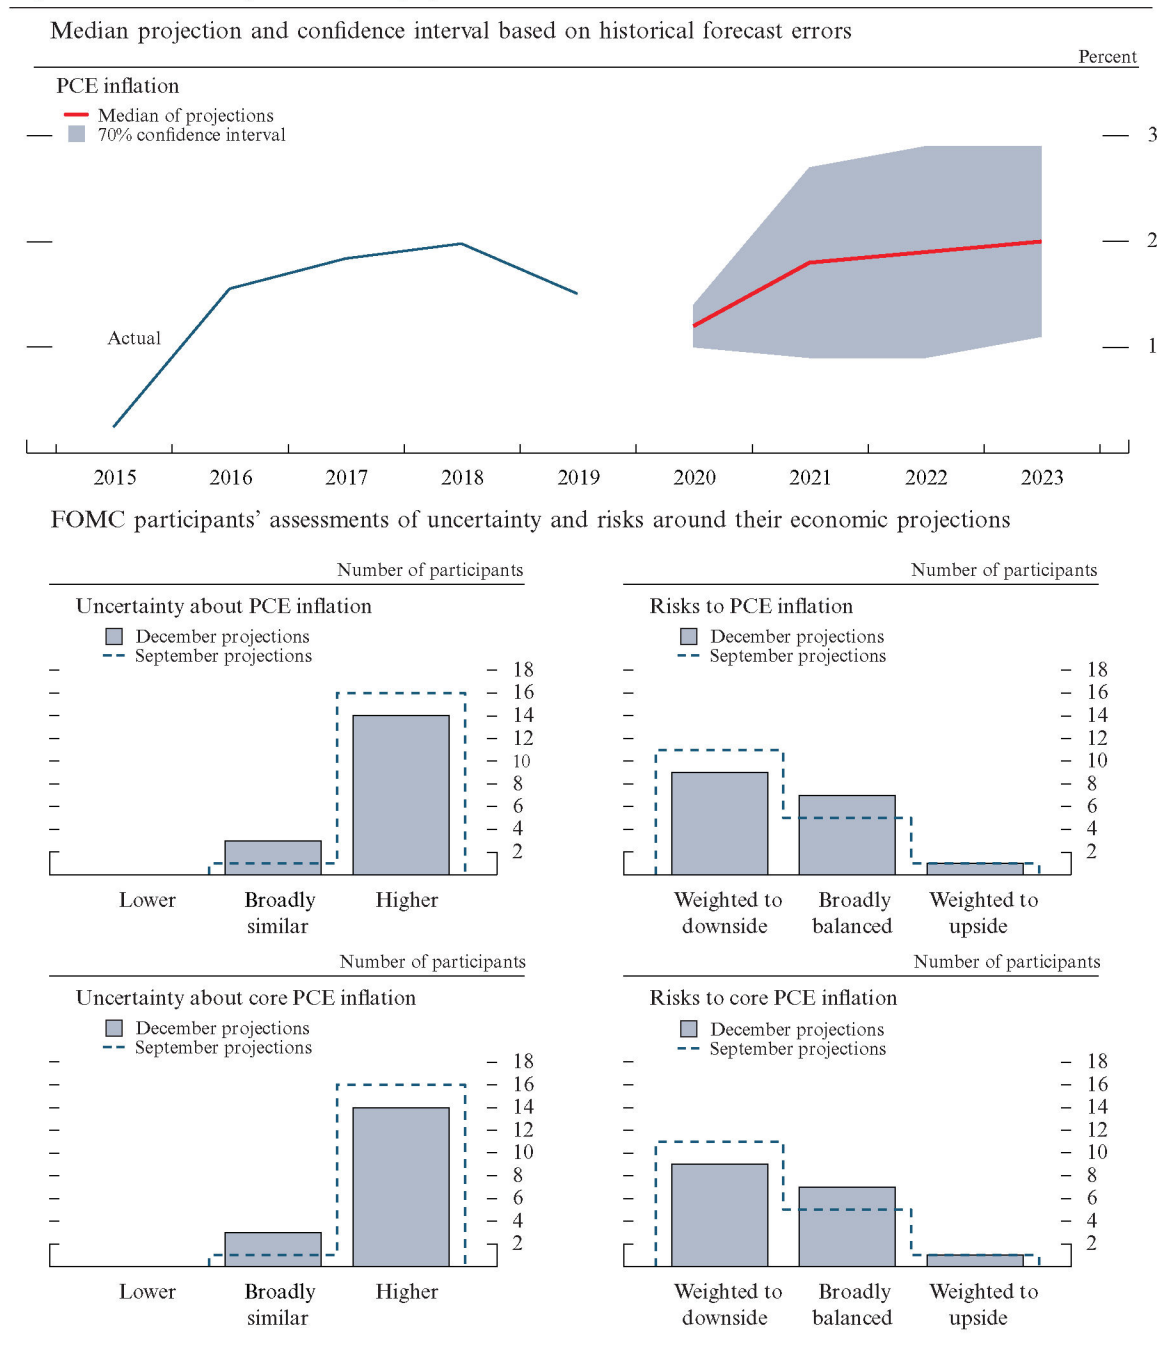 Median projection and confidence interval based on historical forecast errors
Percent
PCE inflation
Median of projections
70% confidence interval
3
2
1
Actual
2015 2016 2017 2018 2019 2020 2021 2022 2023
FOMC participants’ assessments of uncertainty and risks around their economic projections
Number of participants
Uncertainty about PCE inflation
December projections
September projections
18
16
14
12
10
8
6
4
2
Lower Broadly similar Higher
Number of participants
Risks to PCE inflation
December projections
September projections
18
16
14
12
10
8
6
4
2
Weighted to downside Broadly balanced Weighted to upside
Number of participants
Uncertainty about core PCE inflation
December projections
September projections
18
16
14
12
10
8
6
4
2
Lower Broadly similar Higher
Number of participants
Risks to core PCE inflation
December projections
September projections
18
16
14
12
10
8
6
4
2
Weighted to downside Broadly balanced Weighted to upside